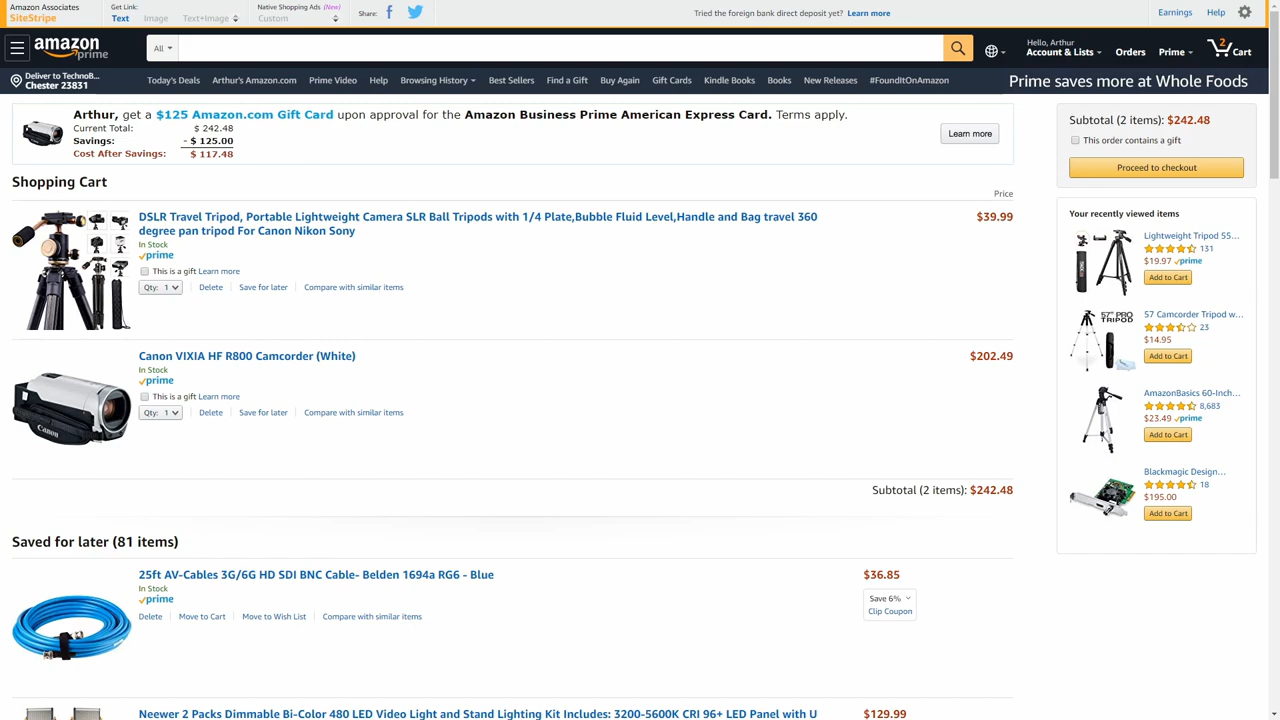 Amazon Associates
SiteStripe
Get Link:
Text Image Text+Image
Native Shopping Ads (New)
Custom
Share:
Tried the foreign bank direct deposit yet? Learn more
Earnings Help
amazon
prime
All
Hello, Arthur
Account & Lists
Orders
Prime
2
Cart
Deliver to TechnoB...
Chester 23831
Today's Deals Arthur's Amazon.com Prime Video Help Browsing History Best Sellers Find a Gift Buy Again Gift Cards Kindle Books Books New Releases #FoundItOnAmazon
Prime saves more at Whole Foods
Arthur, get a $125 Amazon.com Gift Card upon approval for the Amazon Business Prime American Express Card. Terms apply.
Current Total: $ 242.48
Savings: - $ 125.00
Cost After Savings: $ 117.48
Learn more
Shopping Cart
Price
DSLR Travel Tripod, Portable Lightweight Camera SLR Ball Tripods with 1/4 Plate,Bubble Fluid Level,Handle and Bag travel 360
degree pan tripod For Canon Nikon Sony
$39.99
In Stock
prime
This is a gift Learn more
Qty: 1 Delete Save for later Compare with similar items
Canon VIXIA HF R800 Camcorder (White)
$202.49
In Stock
prime
This is a gift Learn more
Qty: 1 Delete Save for later Compare with similar items
Canon
Subtotal (2 items): $242.48
Saved for later (81 items)
25ft AV-Cables 3G/6G HD SDI BNC Cable- Belden 1694a RG6 - Blue
$36.85
In Stock
prime
Save 6%
Clip Coupon
Delete Move to Cart Move to Wish List Compare with similar items
Neewer 2 Packs Dimmable Bi-Color 480 LED Video Light and Stand Lighting Kit Includes: 3200-5600K CRI 96+ LED Panel with U
$129.99
Subtotal (2 items): $242.48
This order contains a gift
Proceed to checkout
Your recently viewed items
Lightweight Tripod 55...
131
$19.97 prime
Add to Cart
57" PRO
TRIPOD
57 Camcorder Tripod w...
23
$14.95
Add to Cart
AmazonBasics 60-Inch...
8,683
$23.49 prime
Add to Cart
Blackmagic Design...
18
$195.00
Add to Cart